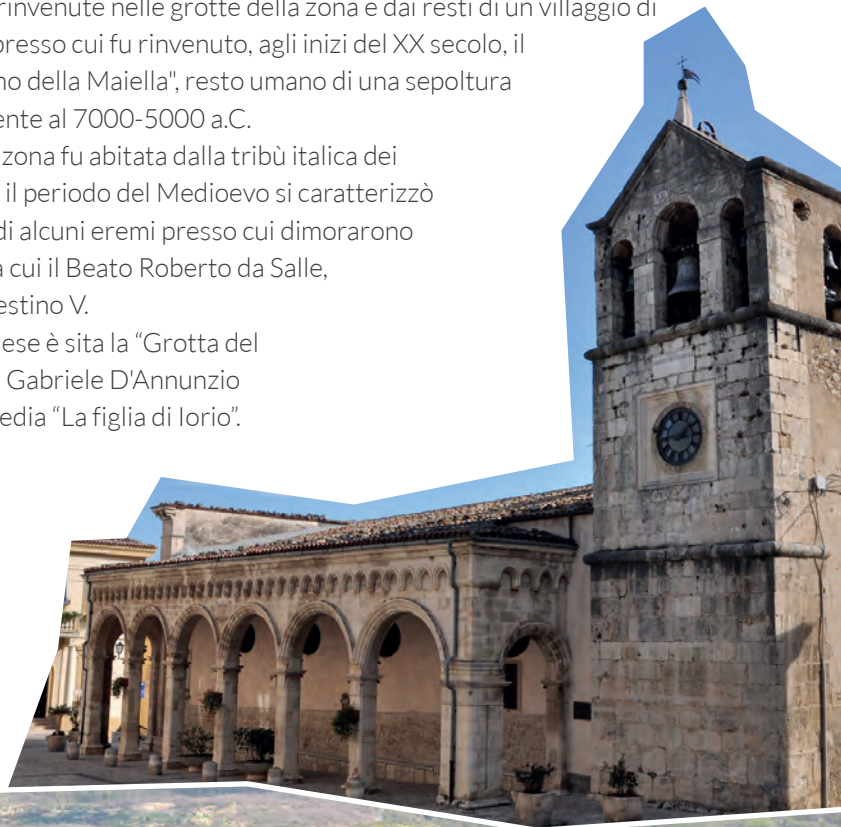 rinvenute nelle grotte della zona e dai resti di un villaggio di
presso cui fu rinvenuto, agli inizi del XX secolo, il
no della Maiella", resto umano di una sepoltura
ente al 7000-5000 a.C.
zona fu abitata dalla tribù italica dei
il periodo del Medioevo si caratterizzò
di alcuni eremi presso cui dimorarono
a cui il Beato Roberto da Salle,
estino V.
ese è sita la “Grotta del
Gabriele D'Annunzio
edia “La figlia di Iorio”.